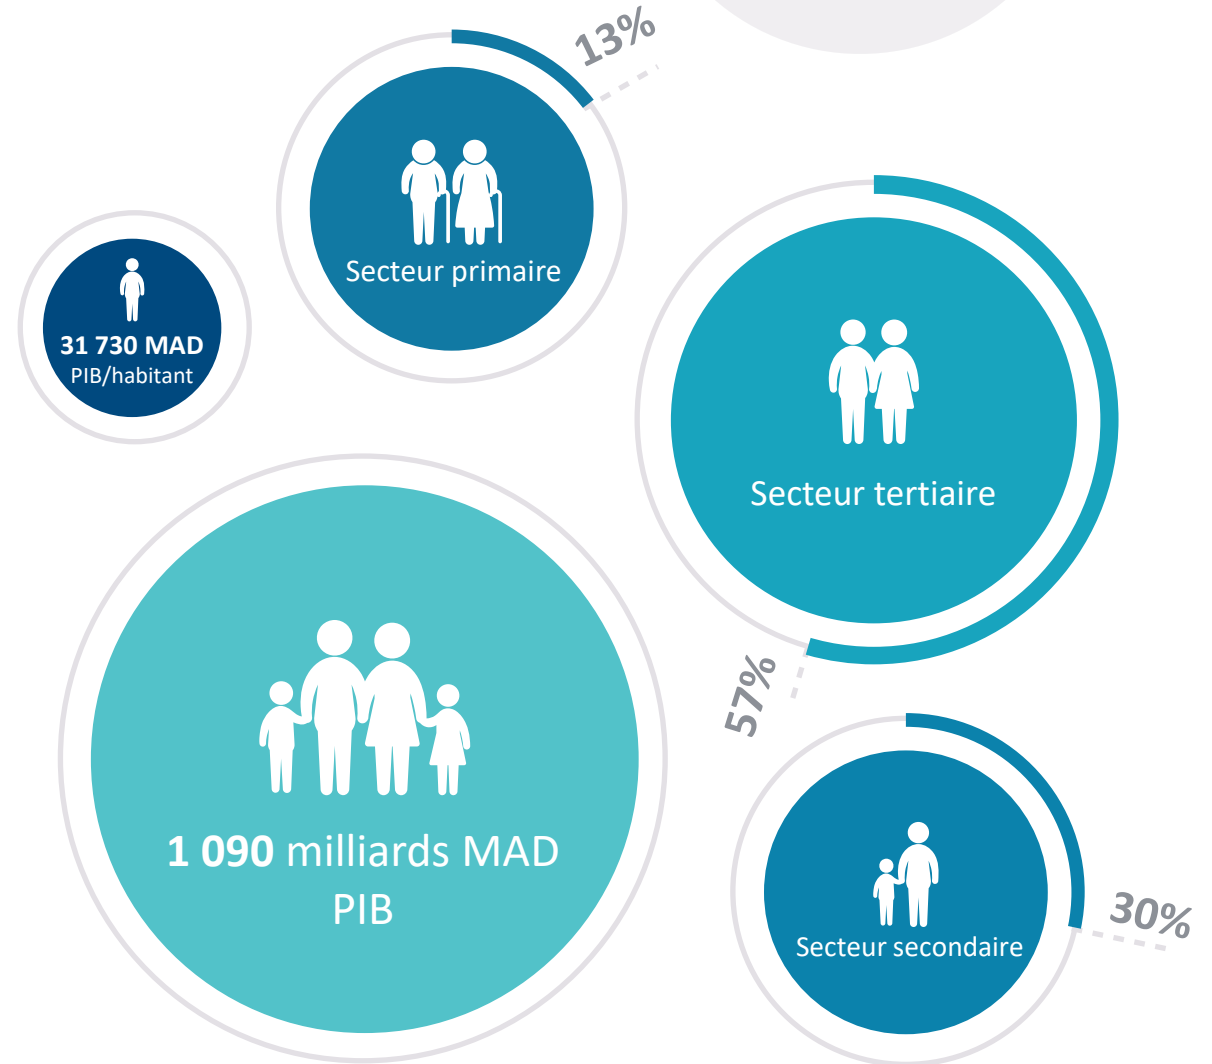 13%
Secteur primaire
31 730 MAD
PIB/habitant
Secteur tertiaire
57%
1 090 milliards MAD
PIB
30%
Secteur secondaire